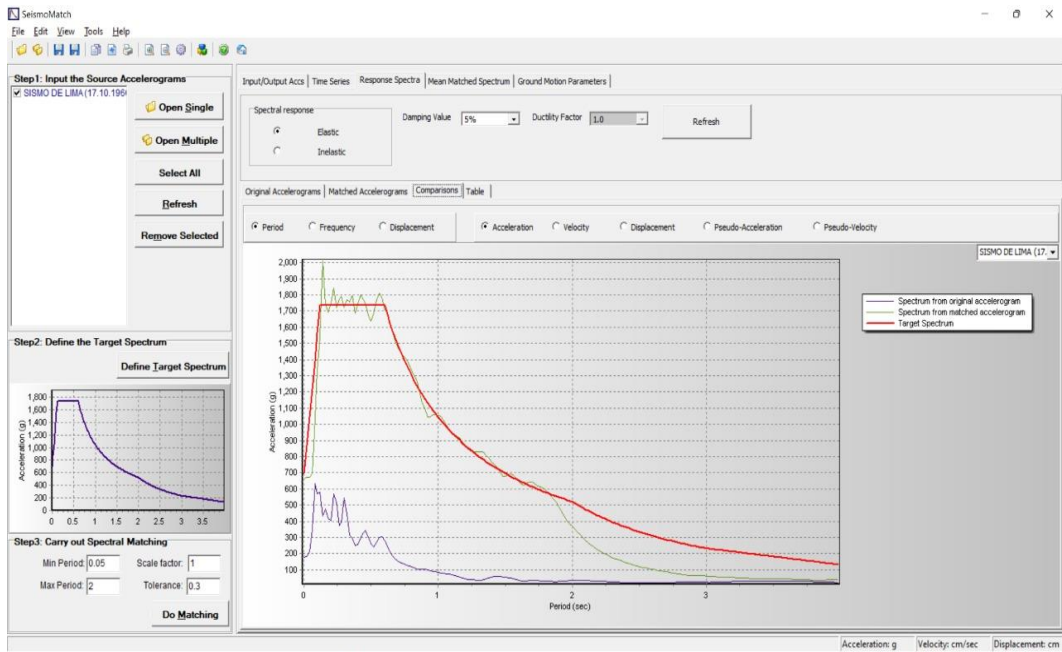 SeismoMatch
File Edit View Tools Help
Step1: Input the Source Accelerograms
SISMO DE LIMA (17.10.196
Open Single
Open Multiple
Select All
Refresh
Remove Selected
Step2: Define the Target Spectrum
Define Target Spectrum
Acceleration (g)
1,800
1,600
1,400
1,200
1,000
800
600
400
200
0
0 0.5 1 1.5 2 2.5 3 3.5
Step3: Carry out Spectral Matching
Min Period: 0.05 Scale factor: 1
Max Period: 2 Tolerance: 0.3
Do Matching
Input/Output Accs Time Series Response Spectra Mean Matched Spectrum Ground Motion Parameters
Spectral response
Elastic
Inelastic
Damping Value 5% Ductility Factor 1.0 Refresh
Original Accelerograms Matched Accelerograms Comparisons Table
Period Frequency Displacement Acceleration Velocity Displacement Pseudo-Acceleration Pseudo-Velocity
SISMO DE LIMA (17.
Acceleration (g)
2,000
1,900
1,800
1,700
1,600
1,500
1,400
1,300
1,200
1,100
1,000
900
800
700
600
500
400
300
200
100
0 1 2 3
Period (sec)
Spectrum from original accelerogram
Spectrum from matched accelerogram
Target Spectrum
Acceleration: g Velocity: cm/sec Displacement: cm